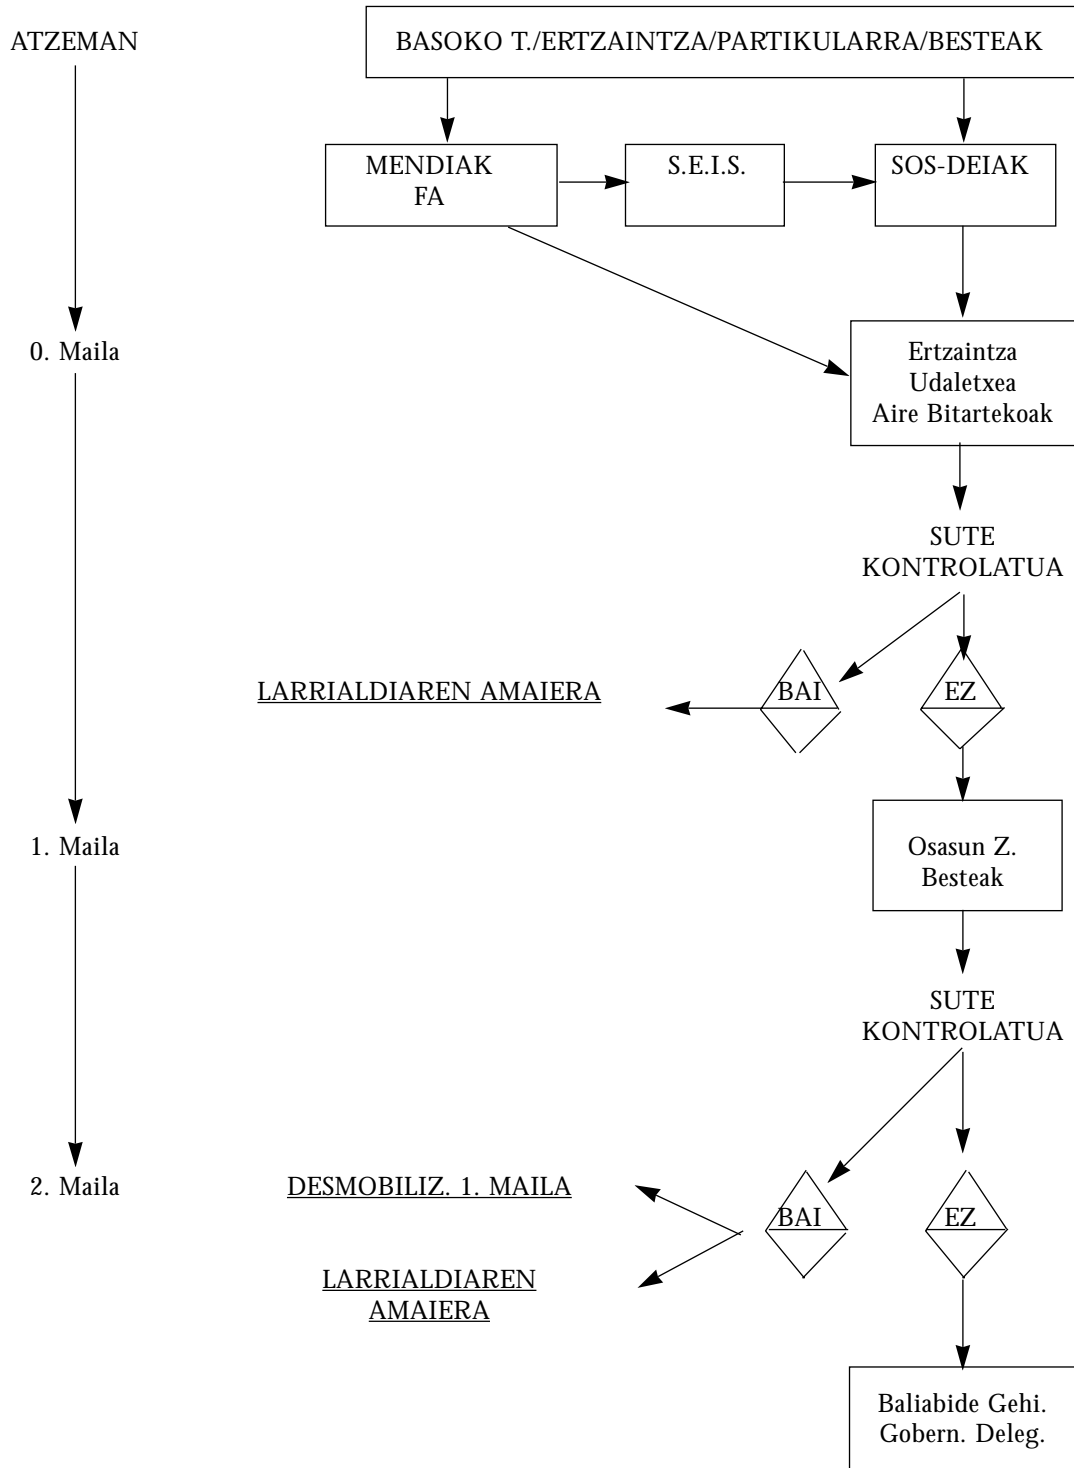 ATZEMAN
BASOKO T./ERTZAINTZA/PARTIKULARRA/BESTEAK
MENDIAK
FA
S.E.I.S.
SOS-DEIAK
0. Maila
Ertzaintza
Udaletxea
Aire Bitartekoak
SUTE
KONTROLATUA
LARRIALDIAREN AMAIERA
BAI
EZ
1. Maila
Osasun Z.
Besteak
SUTE
KONTROLATUA
2. Maila
DESMOBILIZ. 1. MAILA
BAI
EZ
LARRIALDIAREN
AMAIERA
Baliabide Gehi.
Gobern. Deleg.